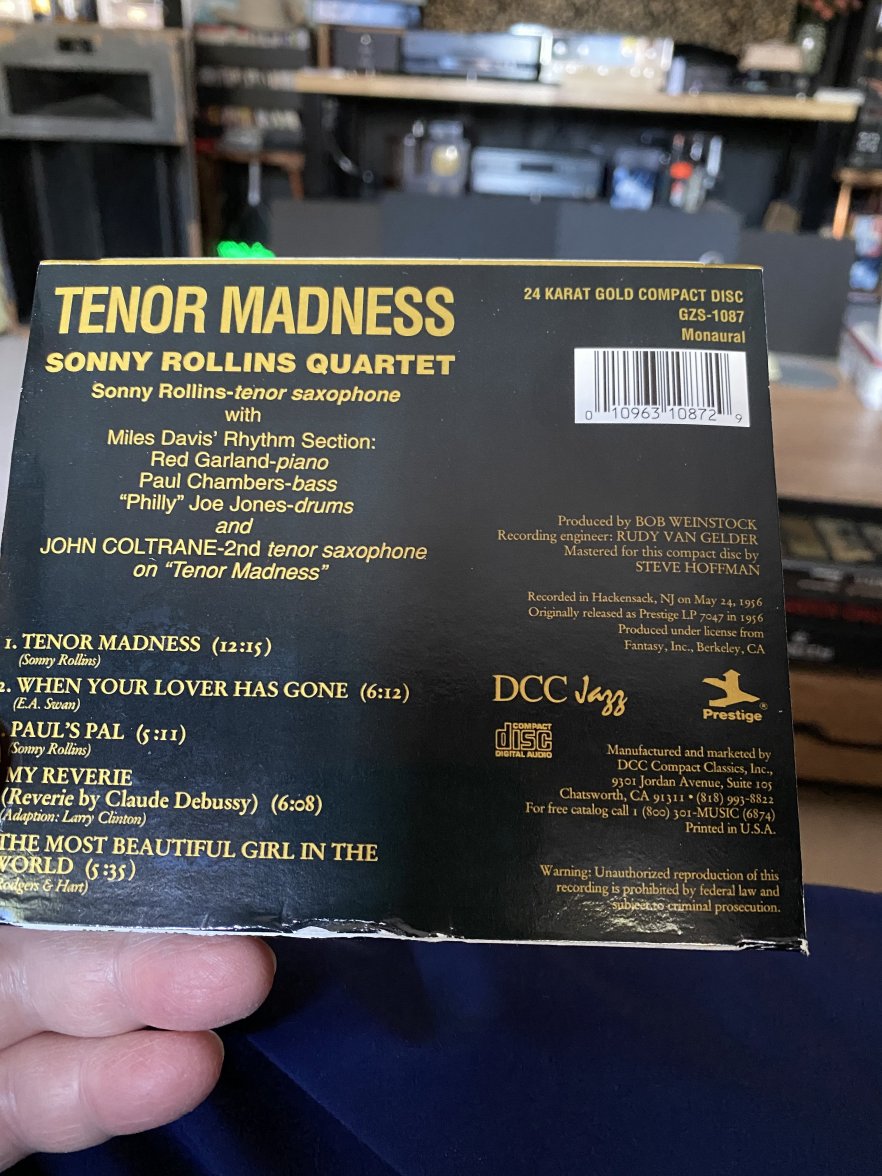 TENOR MADNESS
SONNY ROLLINS QUARTET
Sonny Rollins-tenor saxophone
with
Miles Davis' Rhythm Section:
Red Garland-piano
Paul Chambers-bass
"Philly" Joe Jones-drums
and
JOHN COLTRANE-2nd tenor saxophone
on "Tenor Madness"
1. TENOR MADNESS (12:15)
(Sonny Rollins)
2. WHEN YOUR LOVER HAS GONE (6:12)
(E.A. Swan)
PAUL'S PAL (5:11)
(Sonny Rollins)
MY REVERIE
(Reverie by Claude Debussy) (6:08)
(Adaption: Larry Clinton)
THE MOST BEAUTIFUL GIRL IN THE
WORLD (5:35)
Rodgers & Hart)
24 KARAT GOLD COMPACT DISC
GZS-1087
Monaural
0 10963 10872 9
Produced by BOB WEINSTOCK
Recording engineer: RUDY VAN GELDER
Mastered for this compact disc by
STEVE HOFFMAN
Recorded in Hackensack, NJ on May 24, 1956
Originally released as Prestige LP 7047 in 1956
Produced under license from
Fantasy, Inc., Berkeley, CA
DCC Jazz
Prestige®
COMPACT
disc
DIGITAL AUDIO
Manufactured and marketed by
DCC Compact Classics, Inc.,
9301 Jordan Avenue, Suite 105
Chatsworth, CA 91311 • (818) 993-8822
For free catalog call 1 (800) 301-MUSIC (6874)
Printed in U.S.A.
Warning: Unauthorized reproduction of this
recording is prohibited by federal law and
subject to criminal prosecution.